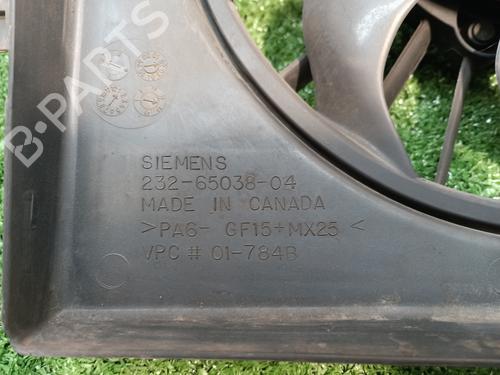 B-PARTS
SIEMENS
232-65038-04
MADE IN CANADA
>PA6- GF15+MX25<
VPC # 01-784B